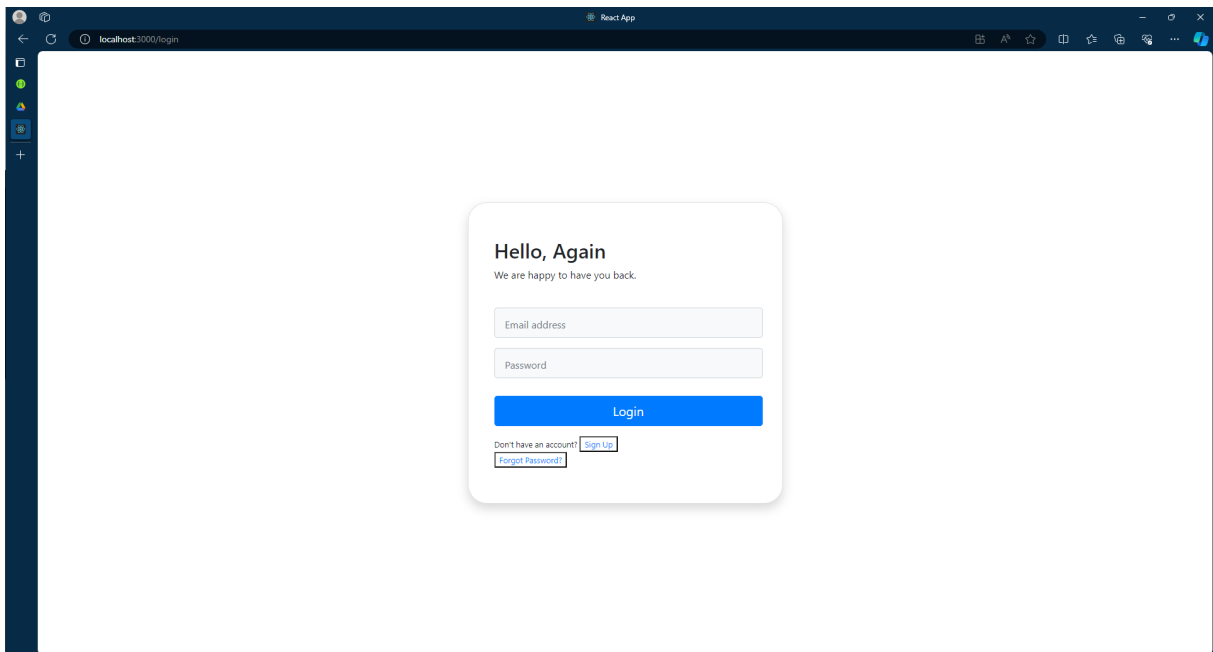 React App
localhost:3000/login
Hello, Again
We are happy to have you back.
Email address
Password
Login
Don't have an account? Sign Up
Forgot Password?